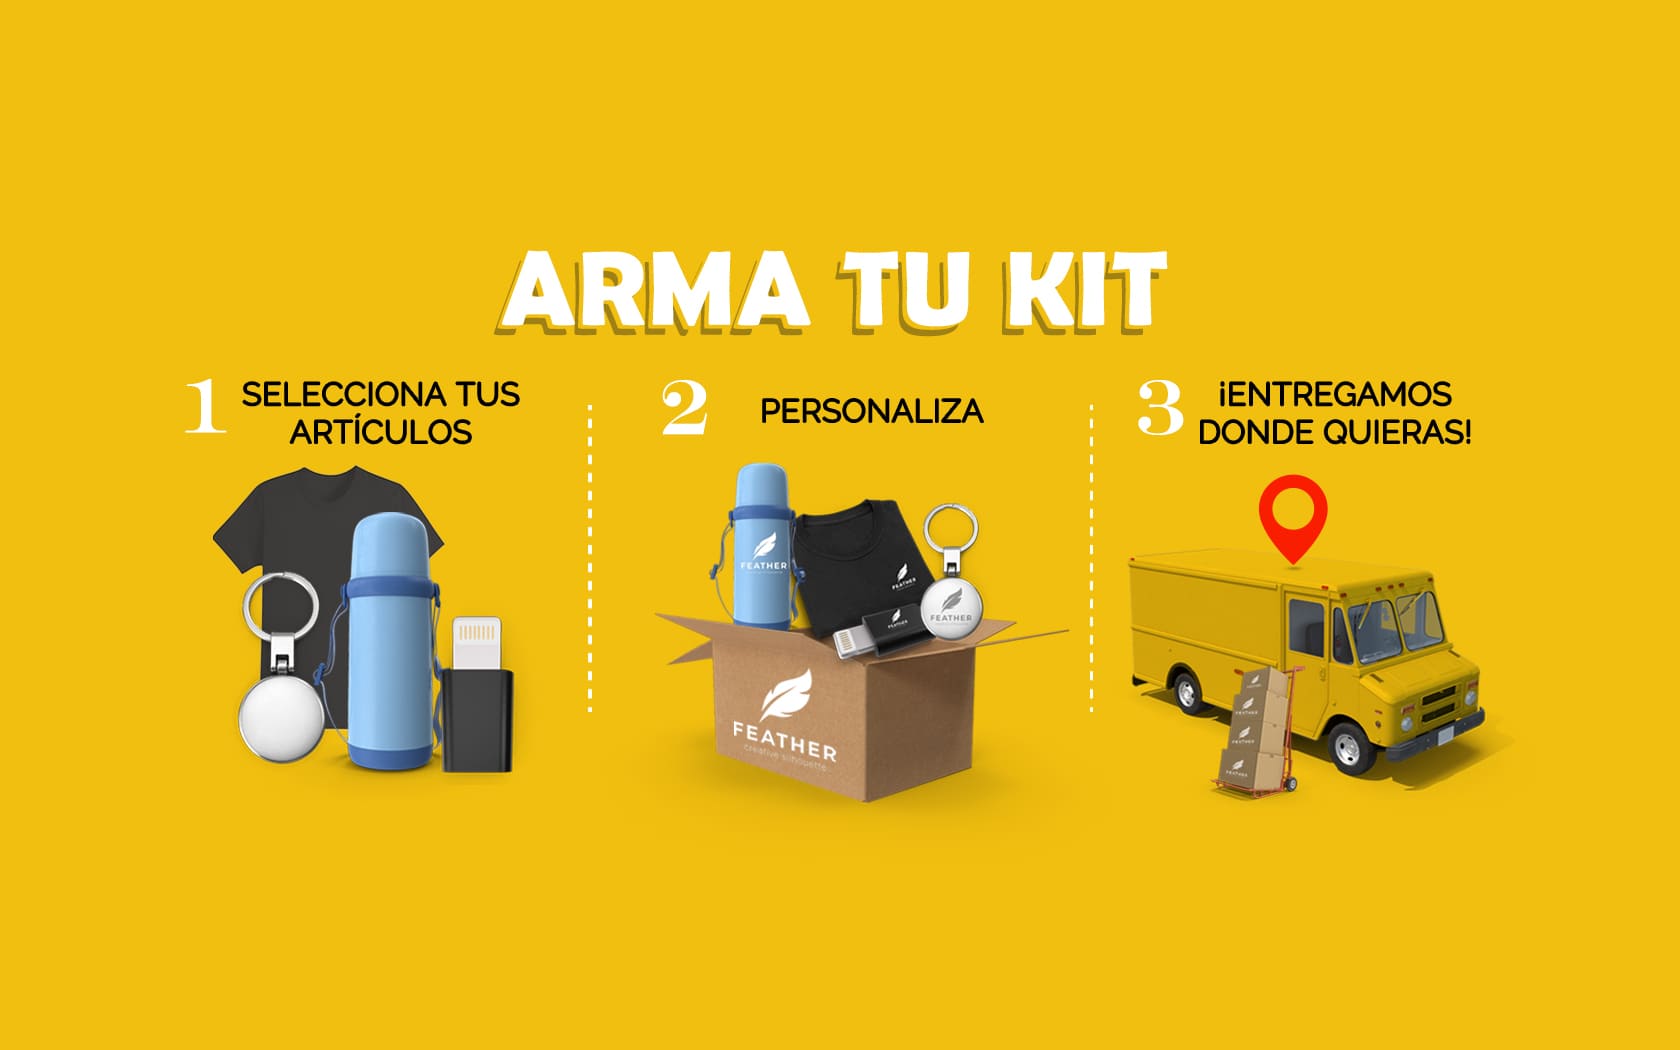 ARMA TU KIT
1 SELECCIONA TUS
ARTÍCULOS
2 PERSONALIZA
3 ¡ENTREGAMOS
DONDE QUIERAS!
FEATHER
FEATHER
FEATHER
FEATHER
FEATHER
creative silhouette
FEATHER
FEATHER
FEATHER